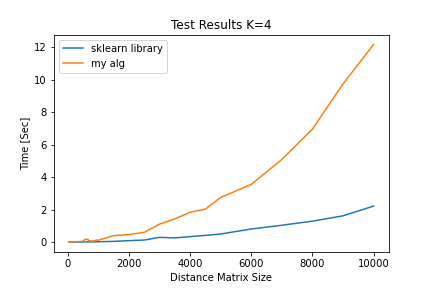 Test Results K=4
sklearn library
my alg
Time [Sec]
12
10
8
6
4
2
0
0 2000 4000 6000 8000 10000
Distance Matrix Size